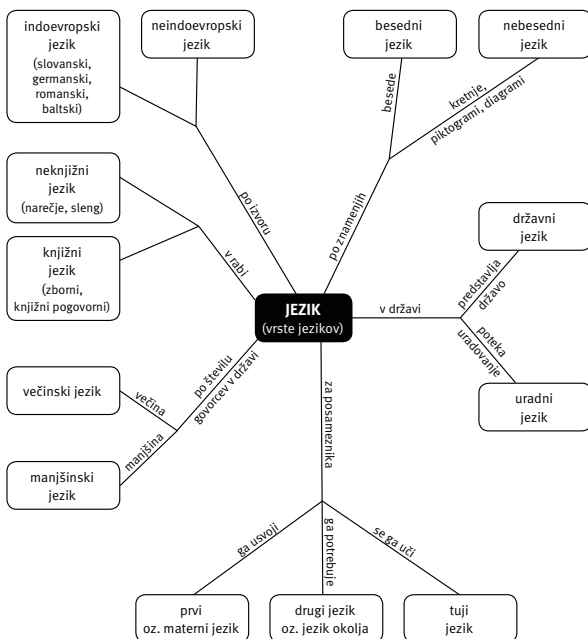 indoevropski
jezik
(slovanski,
germanski,
romanski,
baltski)
neindoevropski
jezik
besedni
jezik
nebesedni
jezik
besede
kretnje,
piktogrami, diagrami
po izvoru
po znamenjih
neknjižni
jezik
(narečje, sleng)
knjižni
jezik
(zborni,
knjižni pogovorni)
v rabi
državni
jezik
predstavlja
državo
JEZIK
(vrste jezikov)
v državi
poteka
uradovanje
uradni
jezik
večinski jezik
večina
po številu
govorcev v državi
manjšina
manjšinski
jezik
za posameznika
ga usvoji
ga potrebuje
se ga uči
prvi
oz. materni jezik
drugi jezik
oz. jezik okolja
tuji
jezik